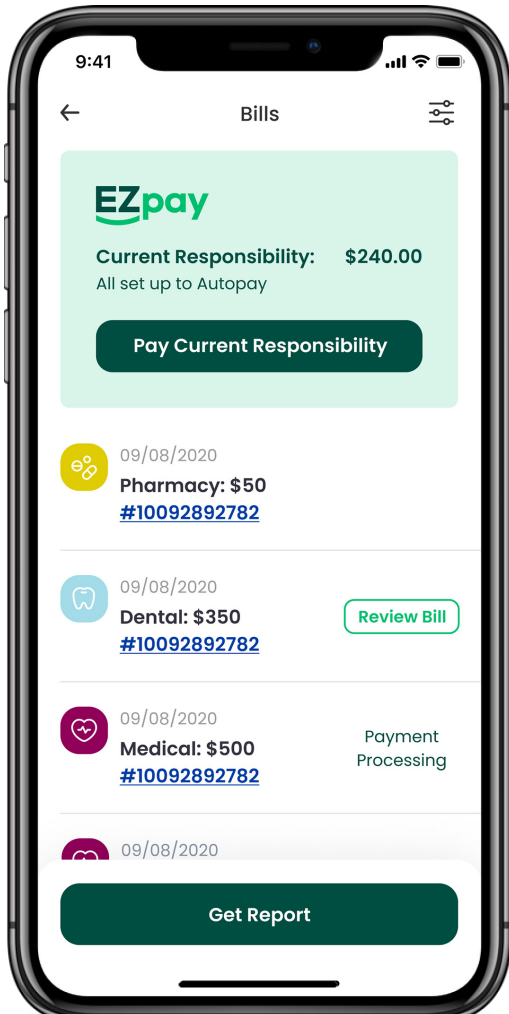 9:41
Bills
EZpay
Current Responsibility: $240.00
All set up to Autopay
Pay Current Responsibility
09/08/2020
Pharmacy: $50
#10092892782
09/08/2020
Dental: $350
#10092892782
Review Bill
09/08/2020
Medical: $500
#10092892782
Payment
Processing
09/08/2020
Get Report